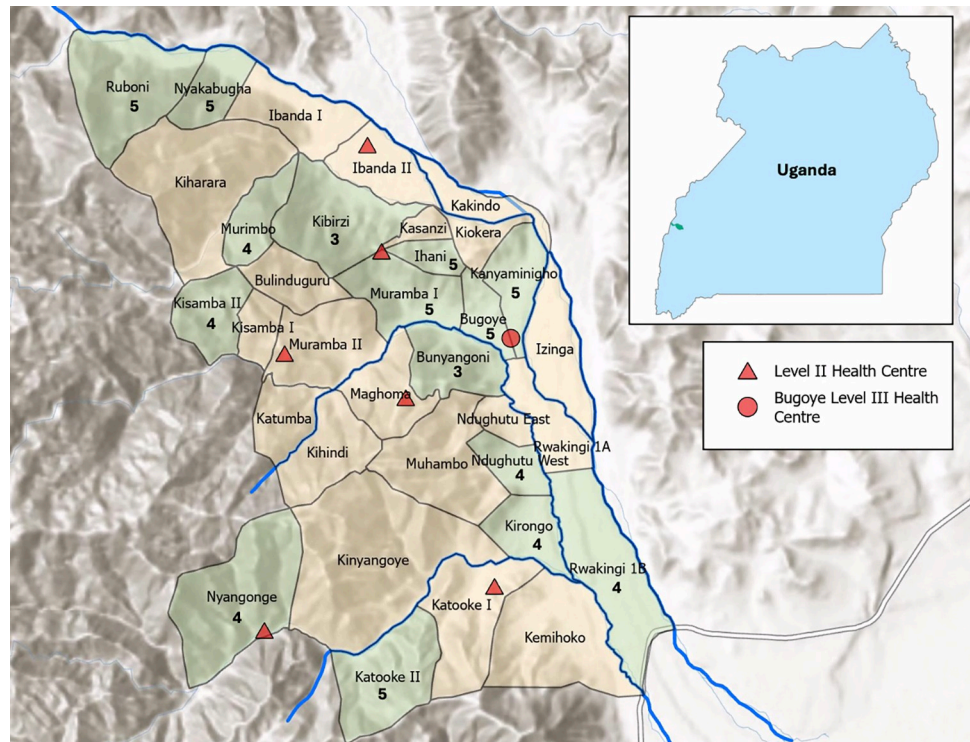 Ruboni
5
Nyakabugha
5
Ibanda I
Ibanda II
Kiharara
Kakindo
Murimbo
4
Kibirzi
3
Kasanzi
Kiokera
Ihani 5
Kanyaminigho
5
Bulinduguru
Muramba I
5
Kisamba II
4
Kisamba I
Muramba II
Bugoye
5
Izinga
Bunyangoni
3
Maghoma
Katumba
Ndughutu East
Kihindi
Muhambo
Ndughutu West
4
Rwakingi 1A
Kirongo
4
Kinyangoye
Rwakingi 1B
4
Nyangonge
4
Katooke I
Kemihoko
Katooke II
5
Uganda
Level II Health Centre
Bugoye Level III Health
Centre